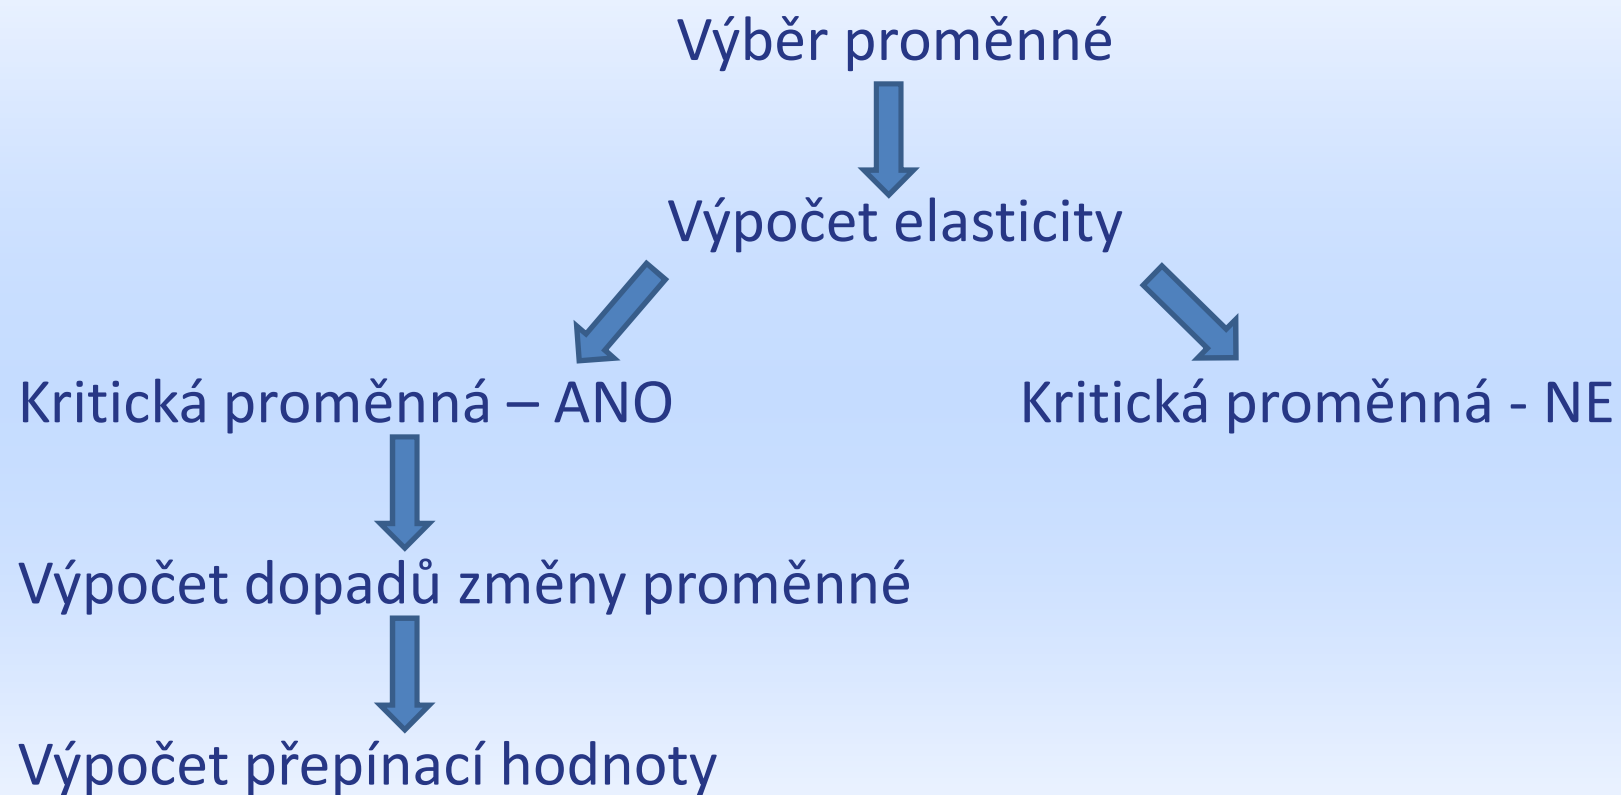 Výběr proměnné
Výpočet elasticity
Kritická proměnná – ANO
Kritická proměnná - NE
Výpočet dopadů změny proměnné
Výpočet přepínací hodnoty